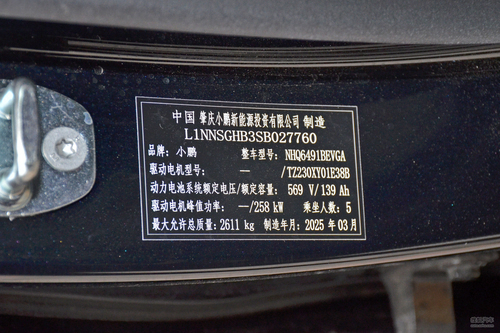 中国 肇庆小鹏新能源投资有限公司 制造
L1NNSGHB3SB027760
品牌：小鹏 整车型号：NHQ6491BEVGA
驱动电机型号： —/TZ230XY01E38B
动力电池系统额定电压/额定容量：569 V/139 Ah
驱动电机峰值功率： —/258 kW 乘坐人数：5
最大允许总质量：2611 kg 制造年月：2025 年 03 月